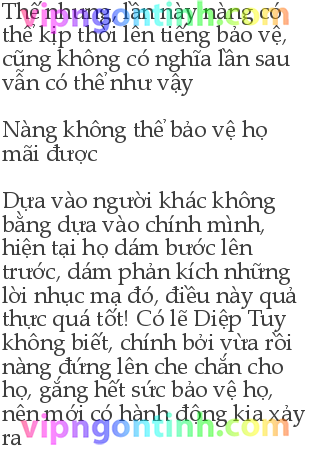 vipngontinh.com
Thế nhưng, lần này nàng có
thể kịp thời lên tiếng bảo vệ,
cũng không có nghĩa lần sau
vẫn có thể như vậy
Nàng không thể bảo vệ họ
mãi được
Dựa vào người khác không
bằng dựa vào chính mình,
hiện tại họ dám bước lên
trước, dám phản kích những
lời nhục mạ đó, điều này quả
thực quá tốt! Có lẽ Diệp Tuy
không biết, chính bởi vừa rồi
nàng đứng lên che chắn cho
họ, gắng hết sức bảo vệ họ,
nên mới có hành động kia xảy
ra
vipngontinh.com